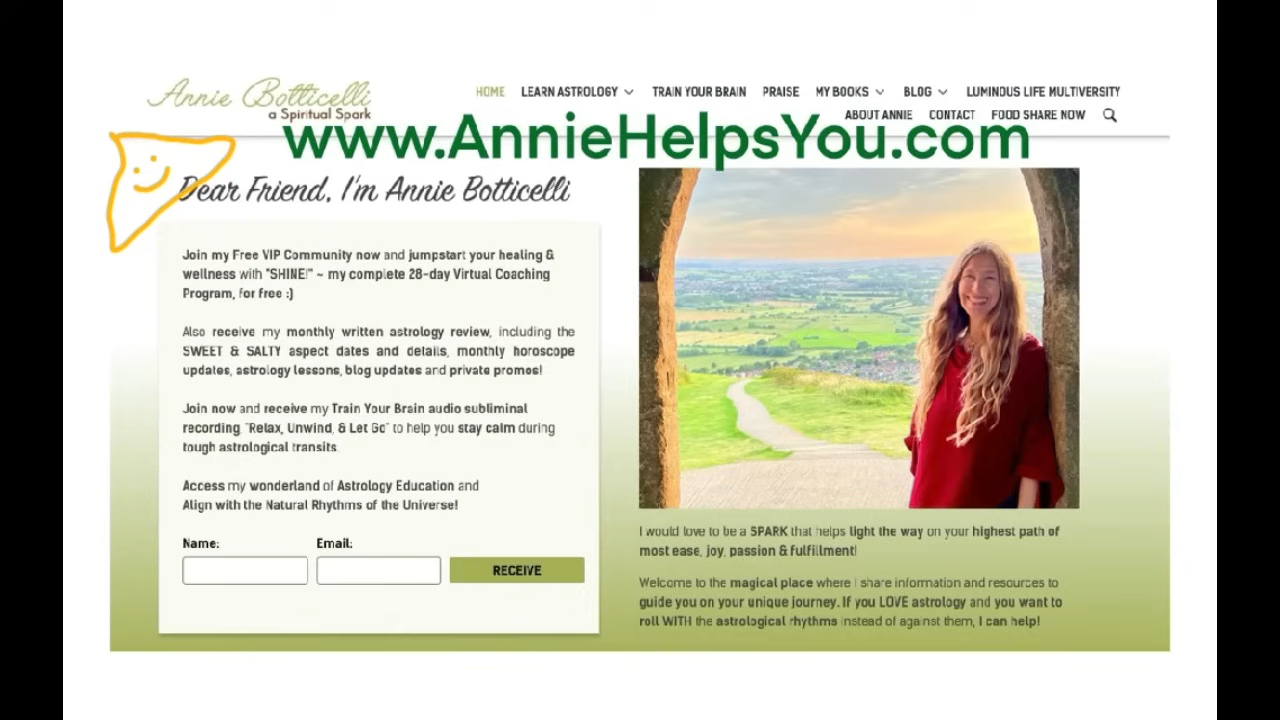 Annie Botticelli
a Spiritual Spark
HOME LEARN ASTROLOGY TRAIN YOUR BRAIN PRAISE MY BOOKS BLOG LUMINOUS LIFE MULTIVERSITY
ABOUT ANNIE CONTACT FOOD SHARE NOW
www.AnnieHelpsYou.com
Dear Friend, I'm Annie Botticelli
Join my Free VIP Community now and jumpstart your healing &
wellness with "SHINE!" ~ my complete 28-day Virtual Coaching
Program, for free :)
Also receive my monthly written astrology review, including the
SWEET & SALTY aspect dates and details, monthly horoscope
updates, astrology lessons, blog updates and private promos!
Join now and receive my Train Your Brain audio subliminal
recording, "Relax, Unwind, & Let Go" to help you stay calm during
tough astrological transits.
Access my wonderland of Astrology Education and
Align with the Natural Rhythms of the Universe!
Name: Email:
RECEIVE
I would love to be a SPARK that helps light the way on your highest path of
most ease, joy, passion & fulfillment!
Welcome to the magical place where I share information and resources to
guide you on your unique journey. If you LOVE astrology and you want to
roll WITH the astrological rhythms instead of against them, I can help!